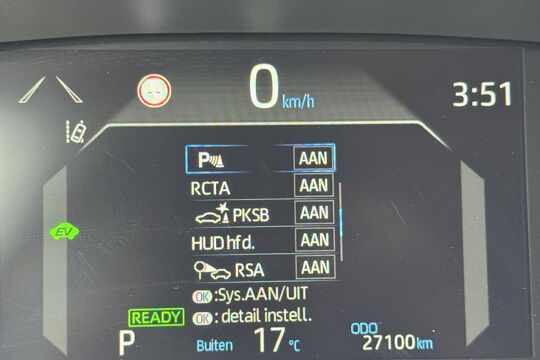 0 km/h
3:51
P AAN
RCTA AAN
PKSB AAN
HUD hfd. AAN
RSA AAN
OK :Sys.AAN/UIT
OK : detail instell.
EV
READY
P
Buiten 17 °C
ODO 27100 km